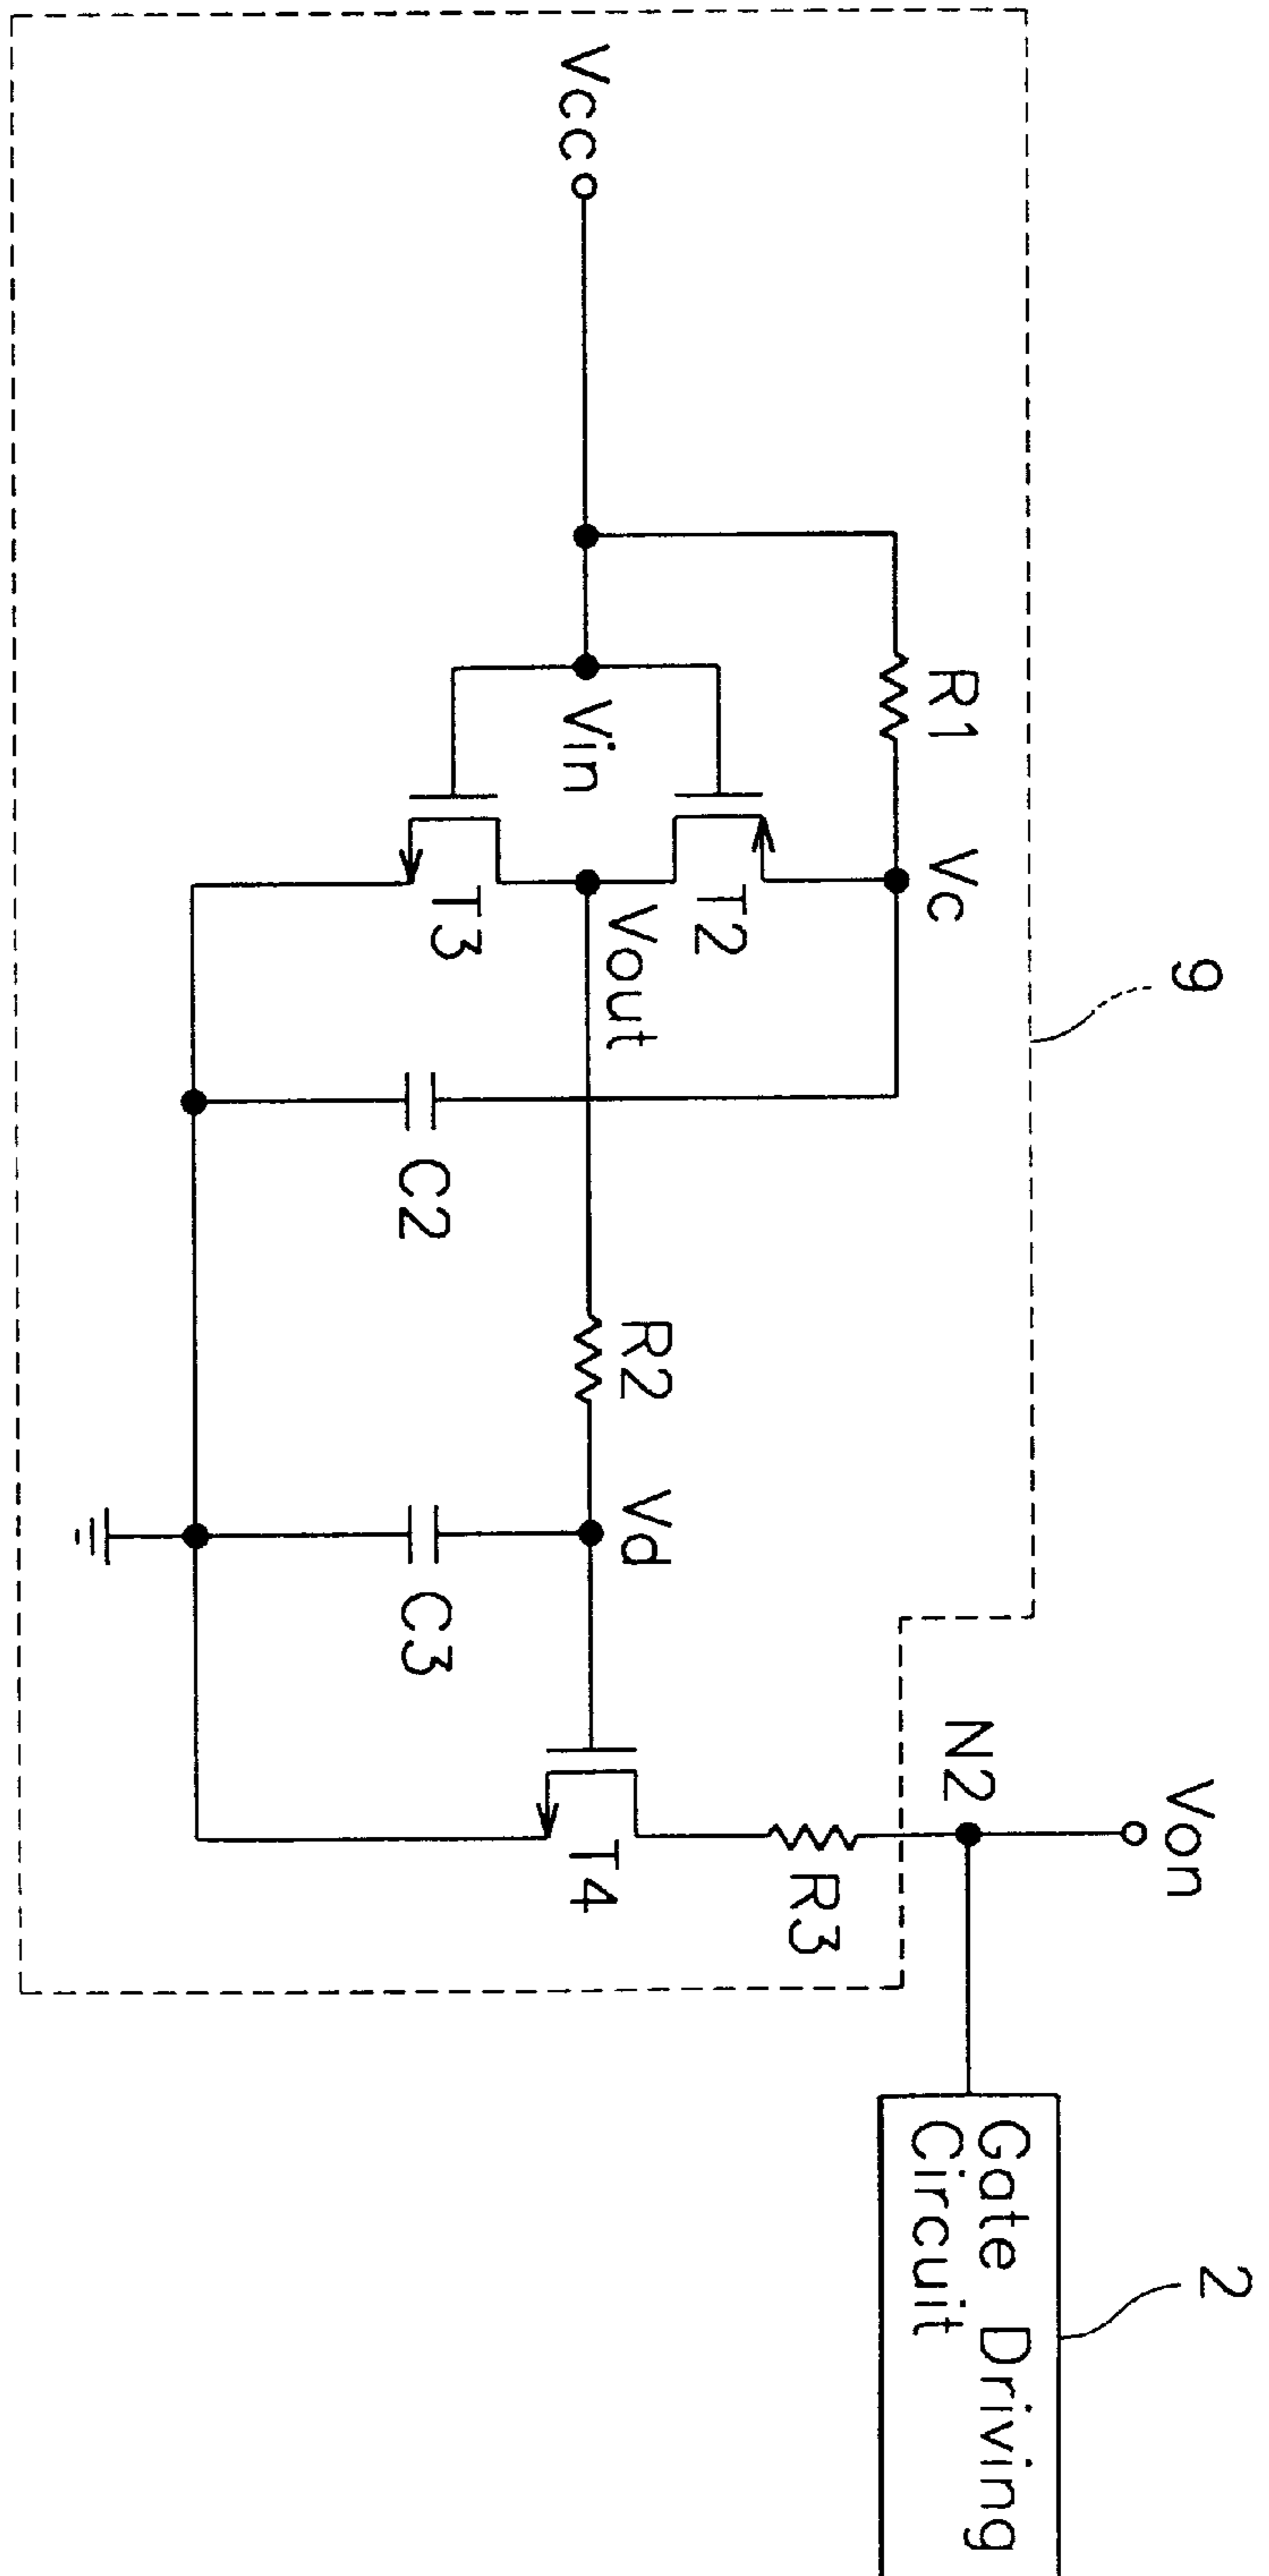 9
Von
N2
2
Gate Driving
Circuit
R1
Vc
R3
T2
T4
Vcc
Vin
Vout
R2
Vd
T3
C2
C3